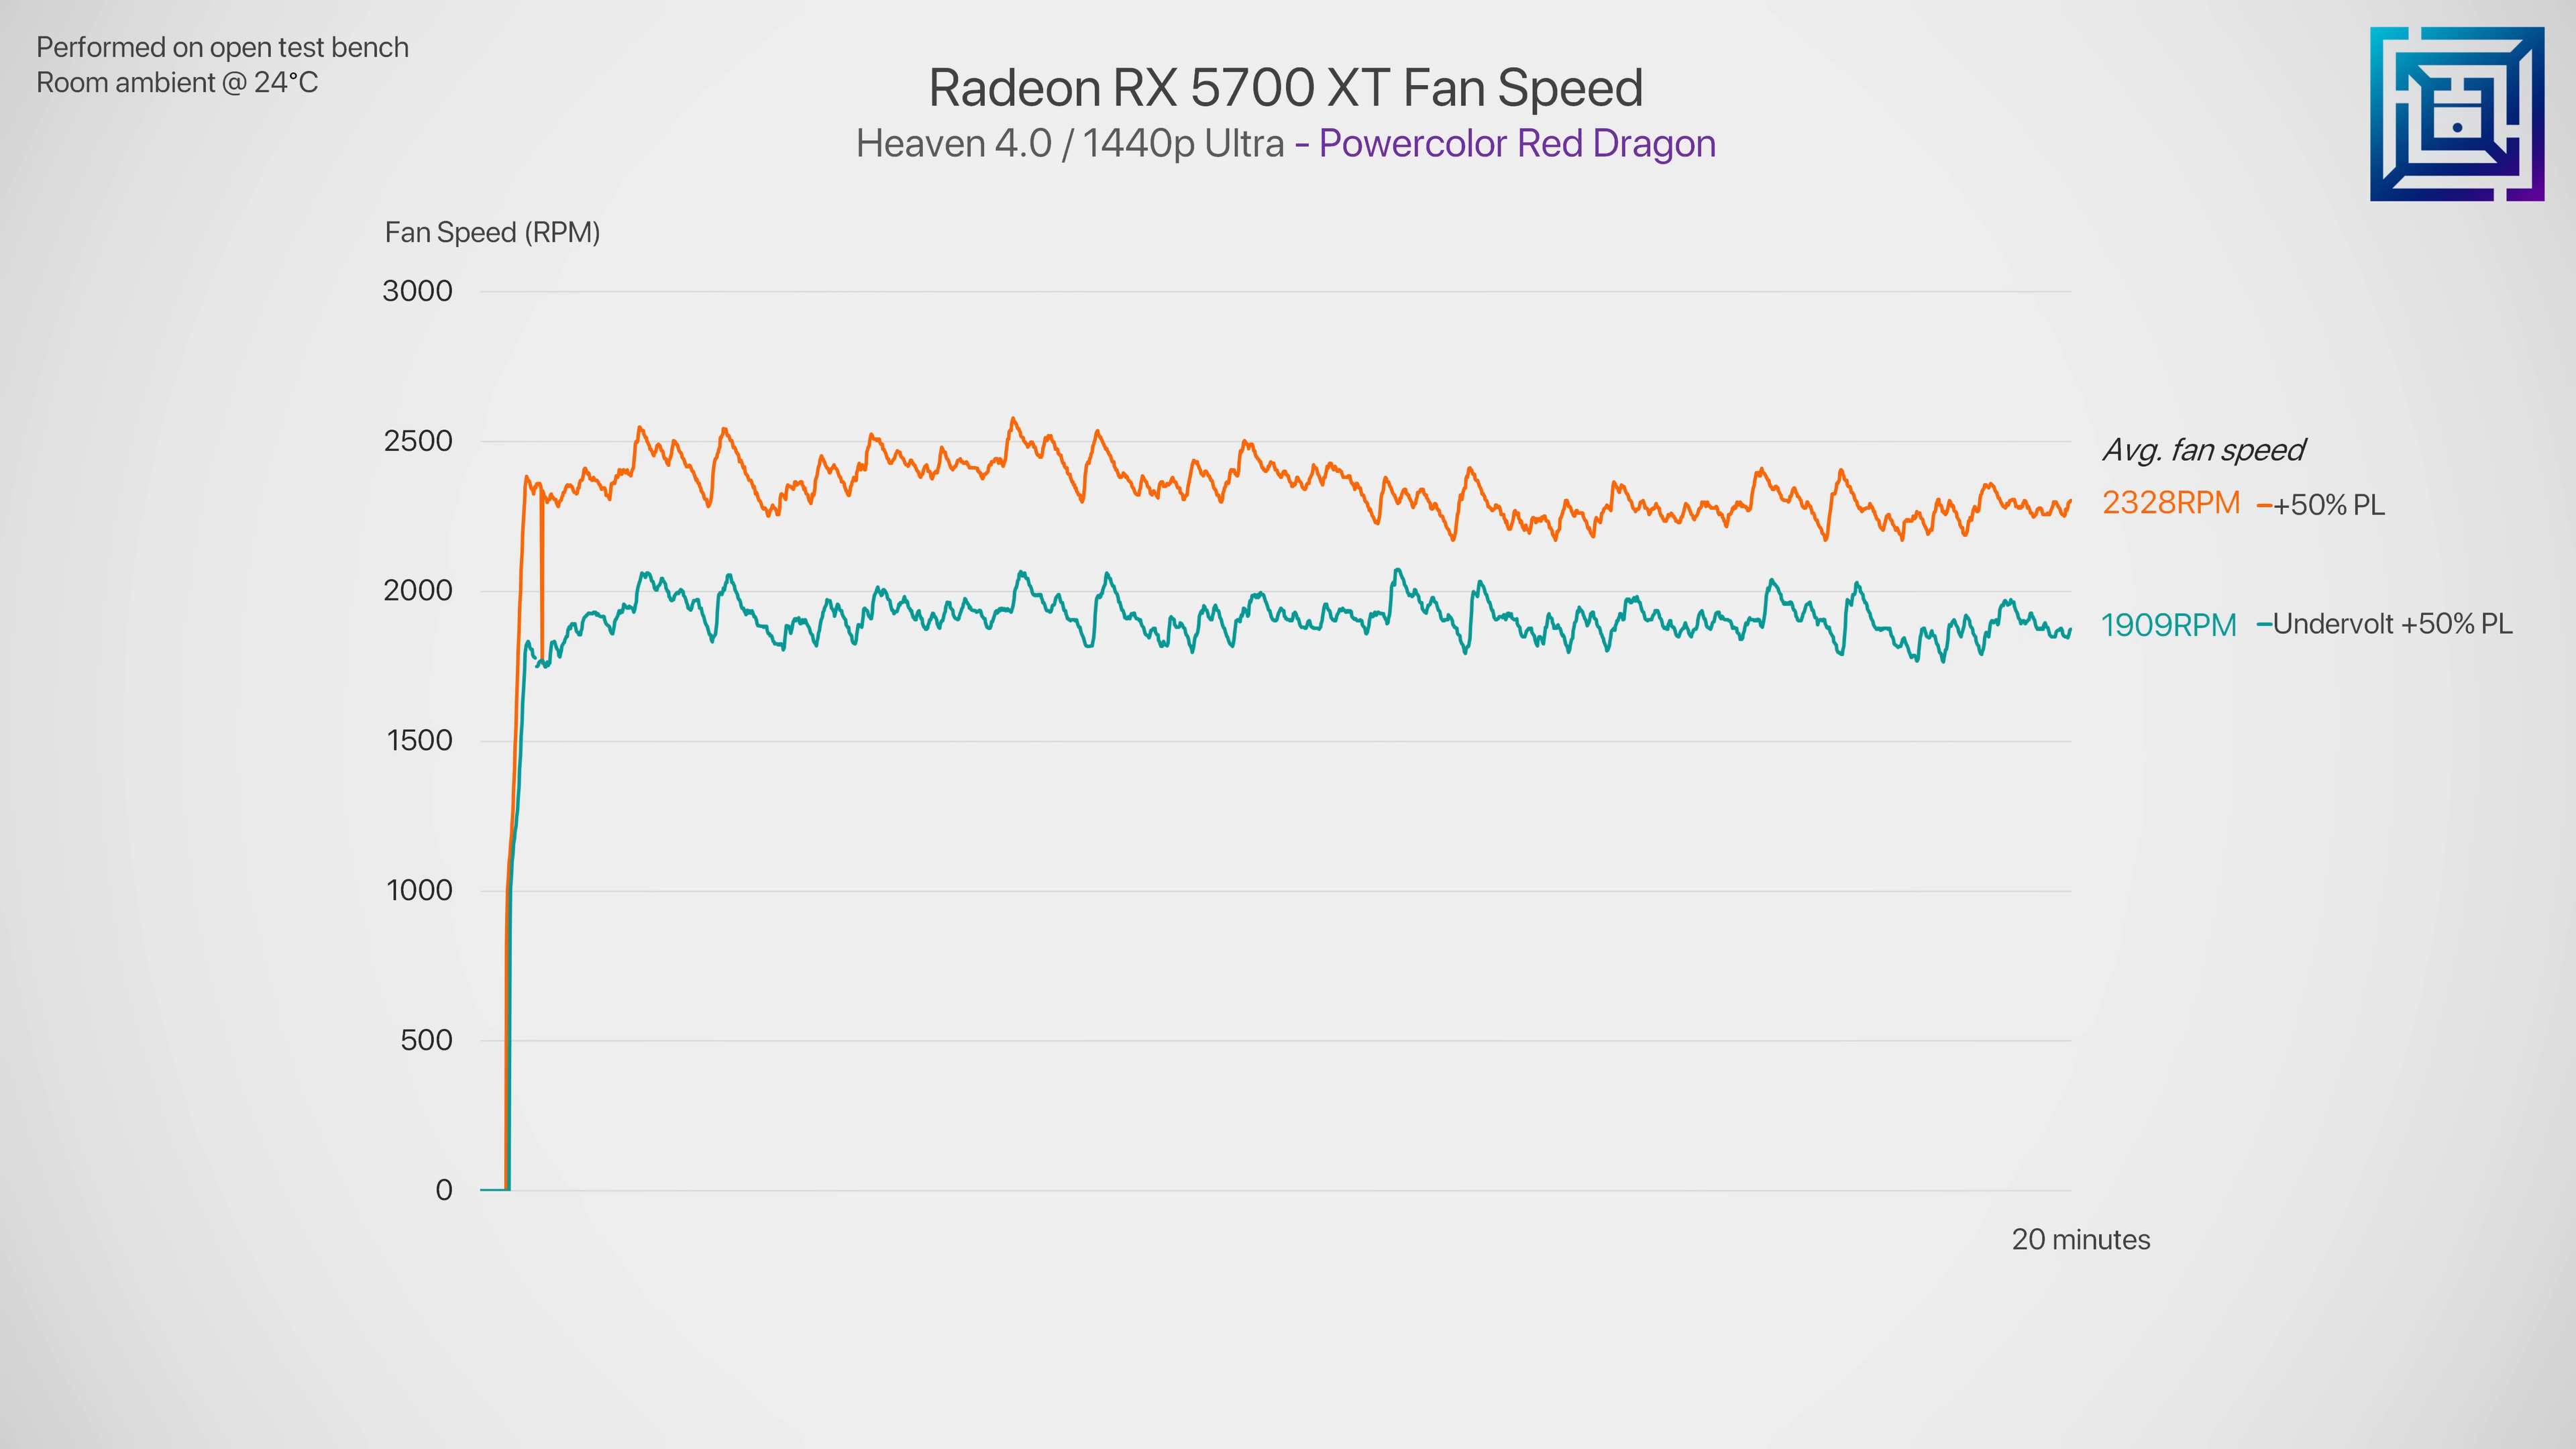 Performed on open test bench
Room ambient @ 24°C
Radeon RX 5700 XT Fan Speed
Heaven 4.0 / 1440p Ultra - Powercolor Red Dragon
Fan Speed (RPM)
3000
2500
2000
1500
1000
500
0
Avg. fan speed
2328RPM +50% PL
1909RPM Undervolt +50% PL
20 minutes